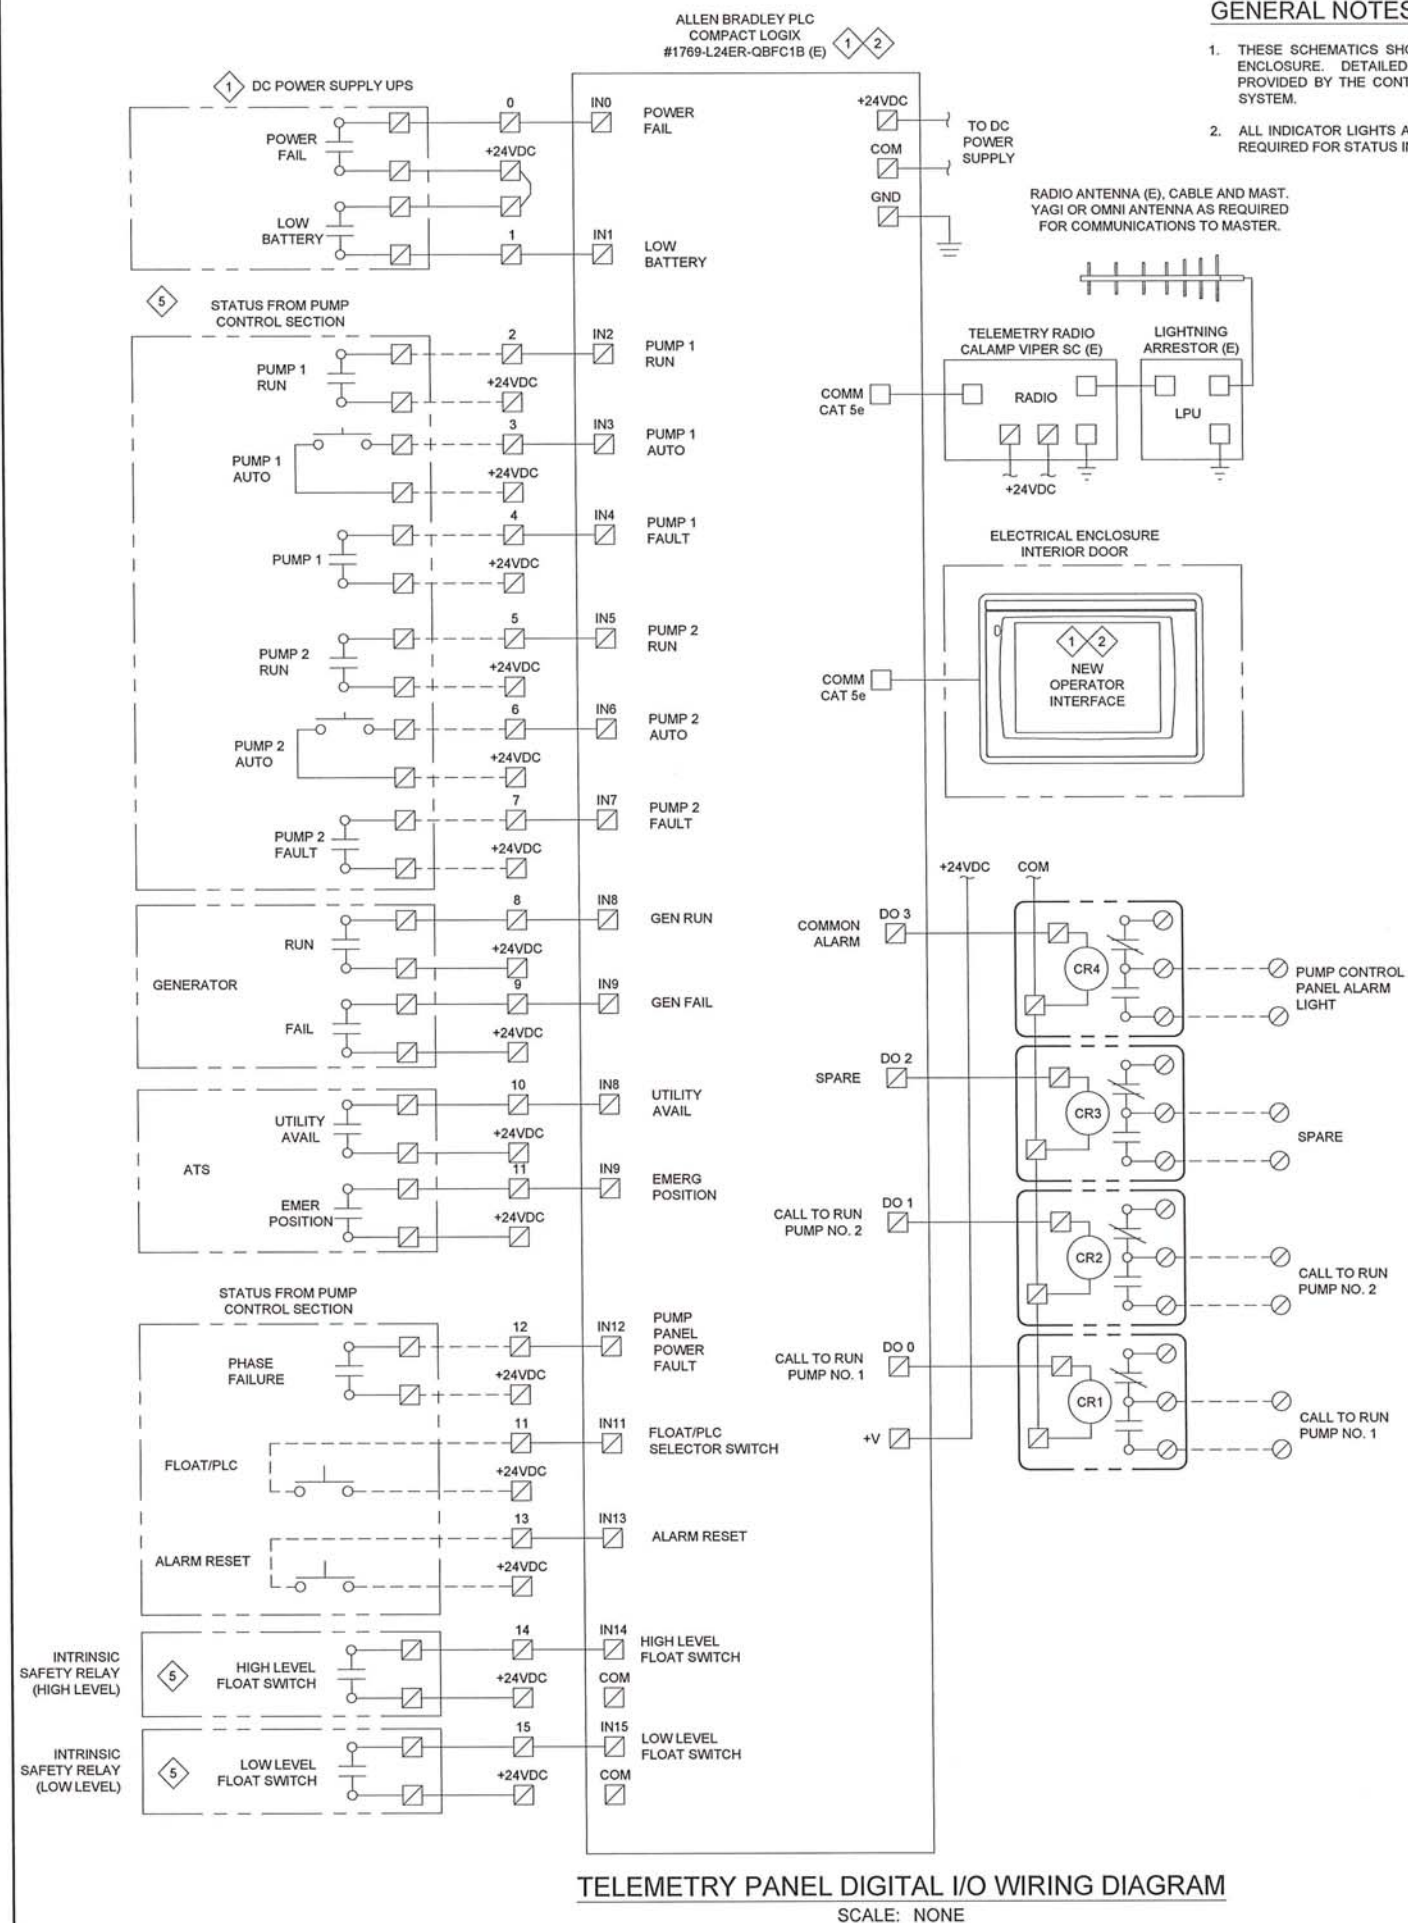 GENERAL NOTES
1. THESE SCHEMATICS
ENCLOSURE. DETAILED
PROVIDED BY THE
SYSTEM.
2. ALL INDICATOR LIGHTS
REQUIRED FOR STATUS
ALLEN BRADLEY PLC
COMPACT LOGIX
#1769-L24ER-QBFC1B (E)
1 2
1 DC POWER SUPPLY UPS
POWER
FAIL
0
IN0
POWER
FAIL
+24VDC
LOW
BATTERY
1
IN1
LOW
BATTERY
+24VDC
COM
GND
TO DC
POWER
SUPPLY
RADIO ANTENNA (E), CABLE AND MAST.
YAGI OR OMNI ANTENNA AS REQUIRED
FOR COMMUNICATIONS TO MASTER.
5
STATUS FROM PUMP
CONTROL SECTION
PUMP 1
RUN
2
IN2
PUMP 1
RUN
+24VDC
PUMP 1
AUTO
3
IN3
PUMP 1
AUTO
+24VDC
PUMP 1
4
IN4
PUMP 1
FAULT
+24VDC
PUMP 2
RUN
5
IN5
PUMP 2
RUN
+24VDC
PUMP 2
AUTO
6
IN6
PUMP 2
AUTO
+24VDC
PUMP 2
FAULT
7
IN7
PUMP 2
FAULT
+24VDC
TELEMETRY RADIO
CALAMP VIPER SC (E)
LIGHTNING
ARRESTOR (E)
COMM
CAT 5e
RADIO
LPU
+24VDC
ELECTRICAL ENCLOSURE
INTERIOR DOOR
COMM
CAT 5e
1 2
NEW
OPERATOR
INTERFACE
GENERATOR
RUN
8
IN8
GEN RUN
+24VDC
FAIL
9
IN9
GEN FAIL
+24VDC
ATS
UTILITY
AVAIL
10
IN8
UTILITY
AVAIL
+24VDC
EMER
POSITION
11
IN9
EMERG
POSITION
+24VDC
+24VDC
COM
COMMON
ALARM
DO 3
CR4
PUMP CONTROL
PANEL ALARM
LIGHT
SPARE
DO 2
CR3
SPARE
CALL TO RUN
PUMP NO. 2
DO 1
CR2
CALL TO RUN
PUMP NO. 2
CALL TO RUN
PUMP NO. 1
DO 0
CR1
CALL TO RUN
PUMP NO. 1
+V
STATUS FROM PUMP
CONTROL SECTION
PHASE
FAILURE
12
IN12
PUMP
PANEL
POWER
FAULT
+24VDC
FLOAT/PLC
11
IN11
FLOAT/PLC
SELECTOR SWITCH
+24VDC
ALARM RESET
13
IN13
ALARM RESET
+24VDC
INTRINSIC
SAFETY RELAY
(HIGH LEVEL)
5
HIGH LEVEL
FLOAT SWITCH
14
IN14
HIGH LEVEL
FLOAT SWITCH
+24VDC
COM
INTRINSIC
SAFETY RELAY
(LOW LEVEL)
5
LOW LEVEL
FLOAT SWITCH
15
IN15
LOW LEVEL
FLOAT SWITCH
+24VDC
COM
TELEMETRY PANEL DIGITAL I/O WIRING DIAGRAM
SCALE: NONE